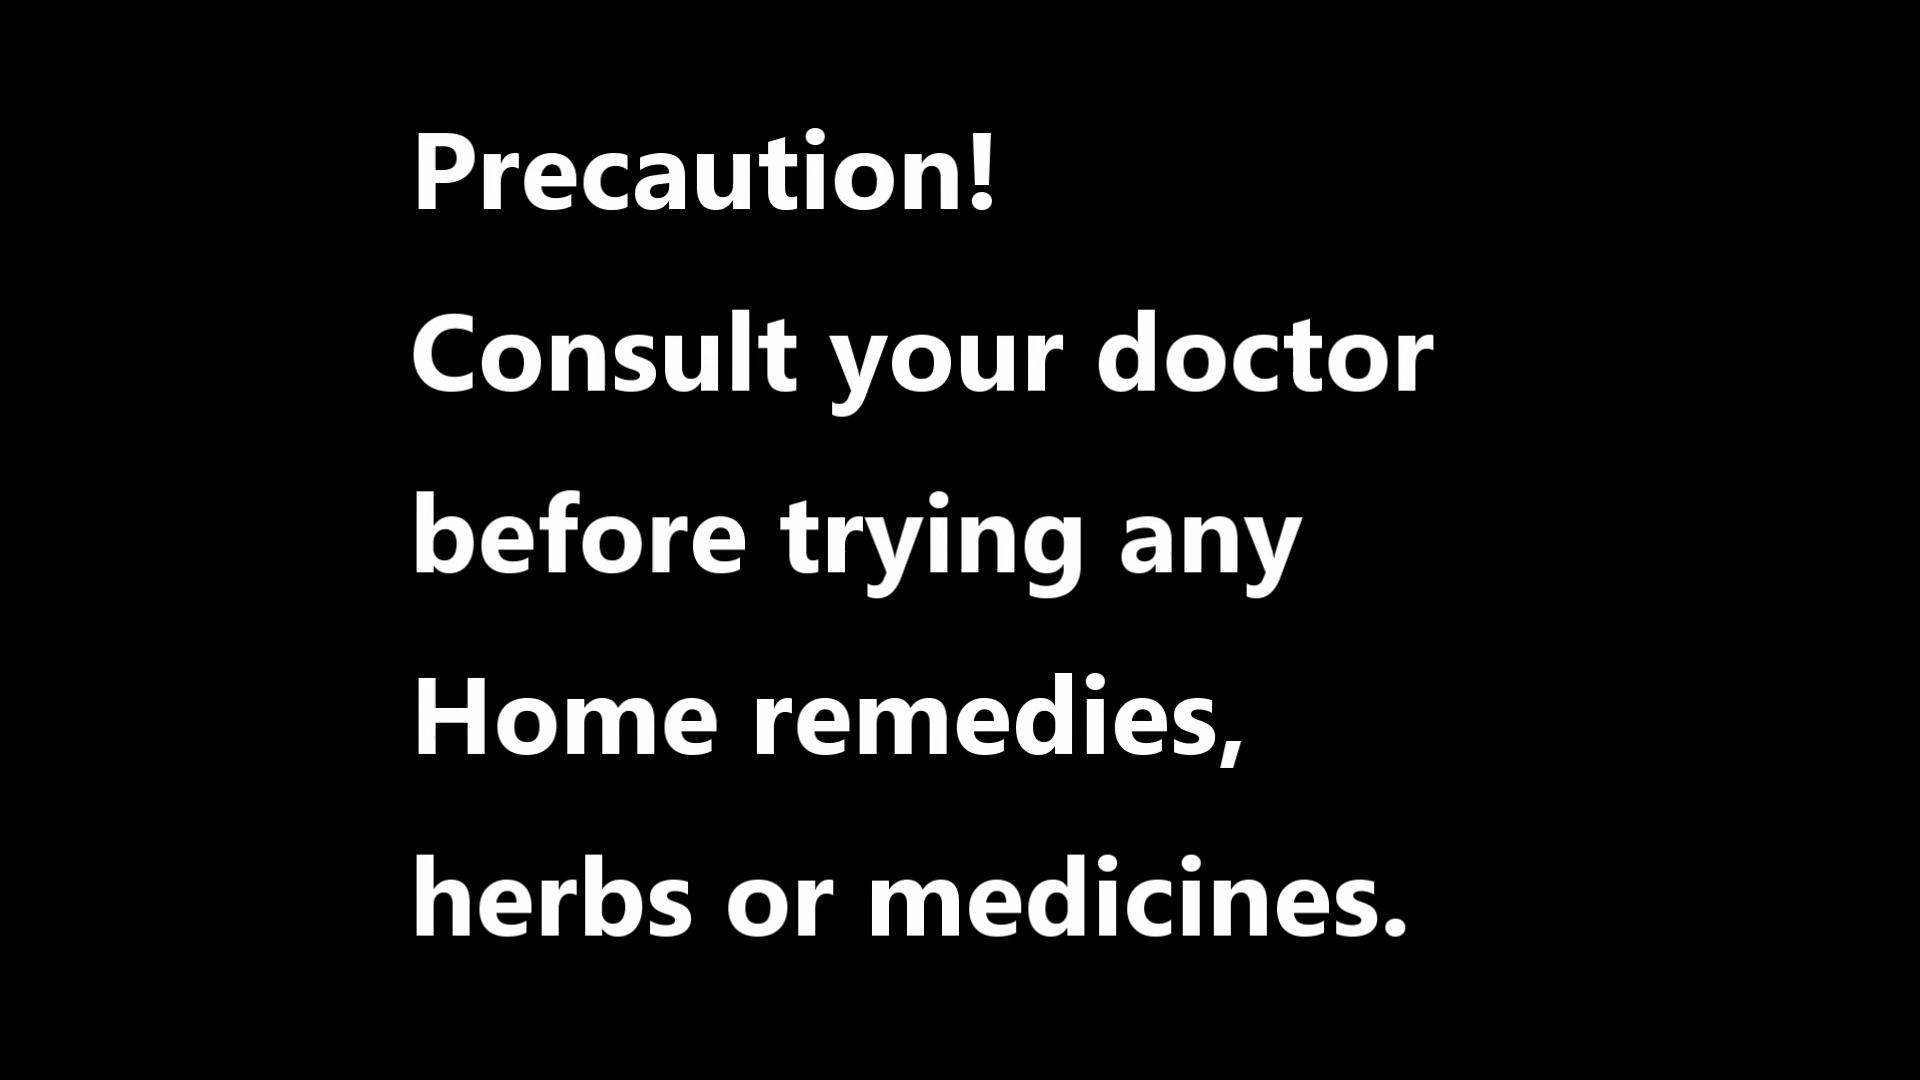 Precaution!
Consult your doctor
before trying any
Home remedies,
herbs or medicines.